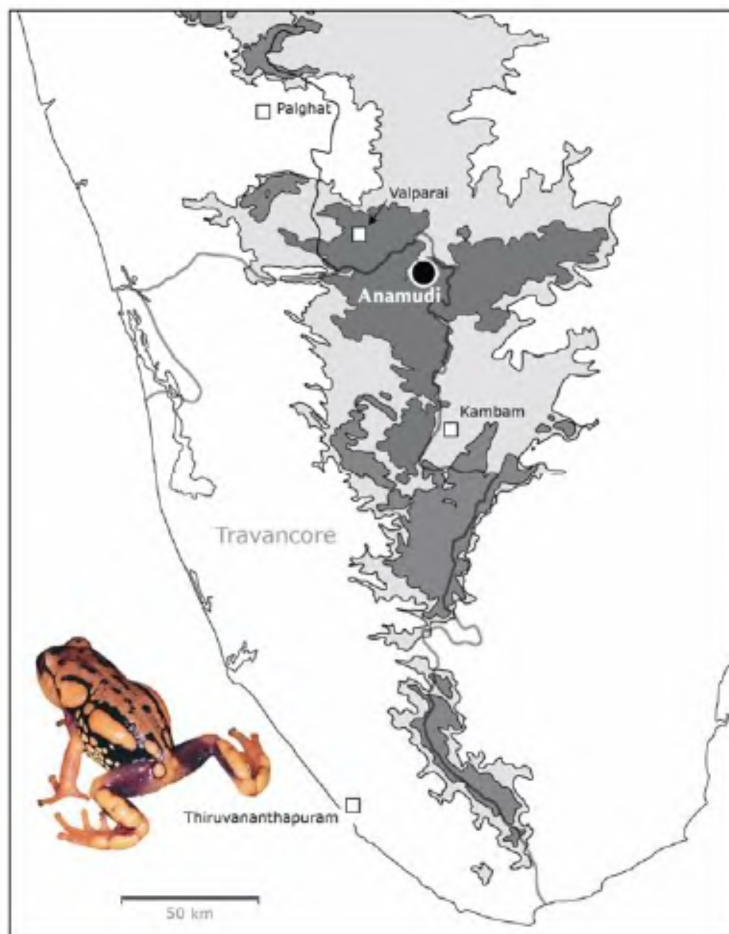 Palghat
Valparai
Anamudi
Kambam
Travancore
Thiruvananthapuram
50 km